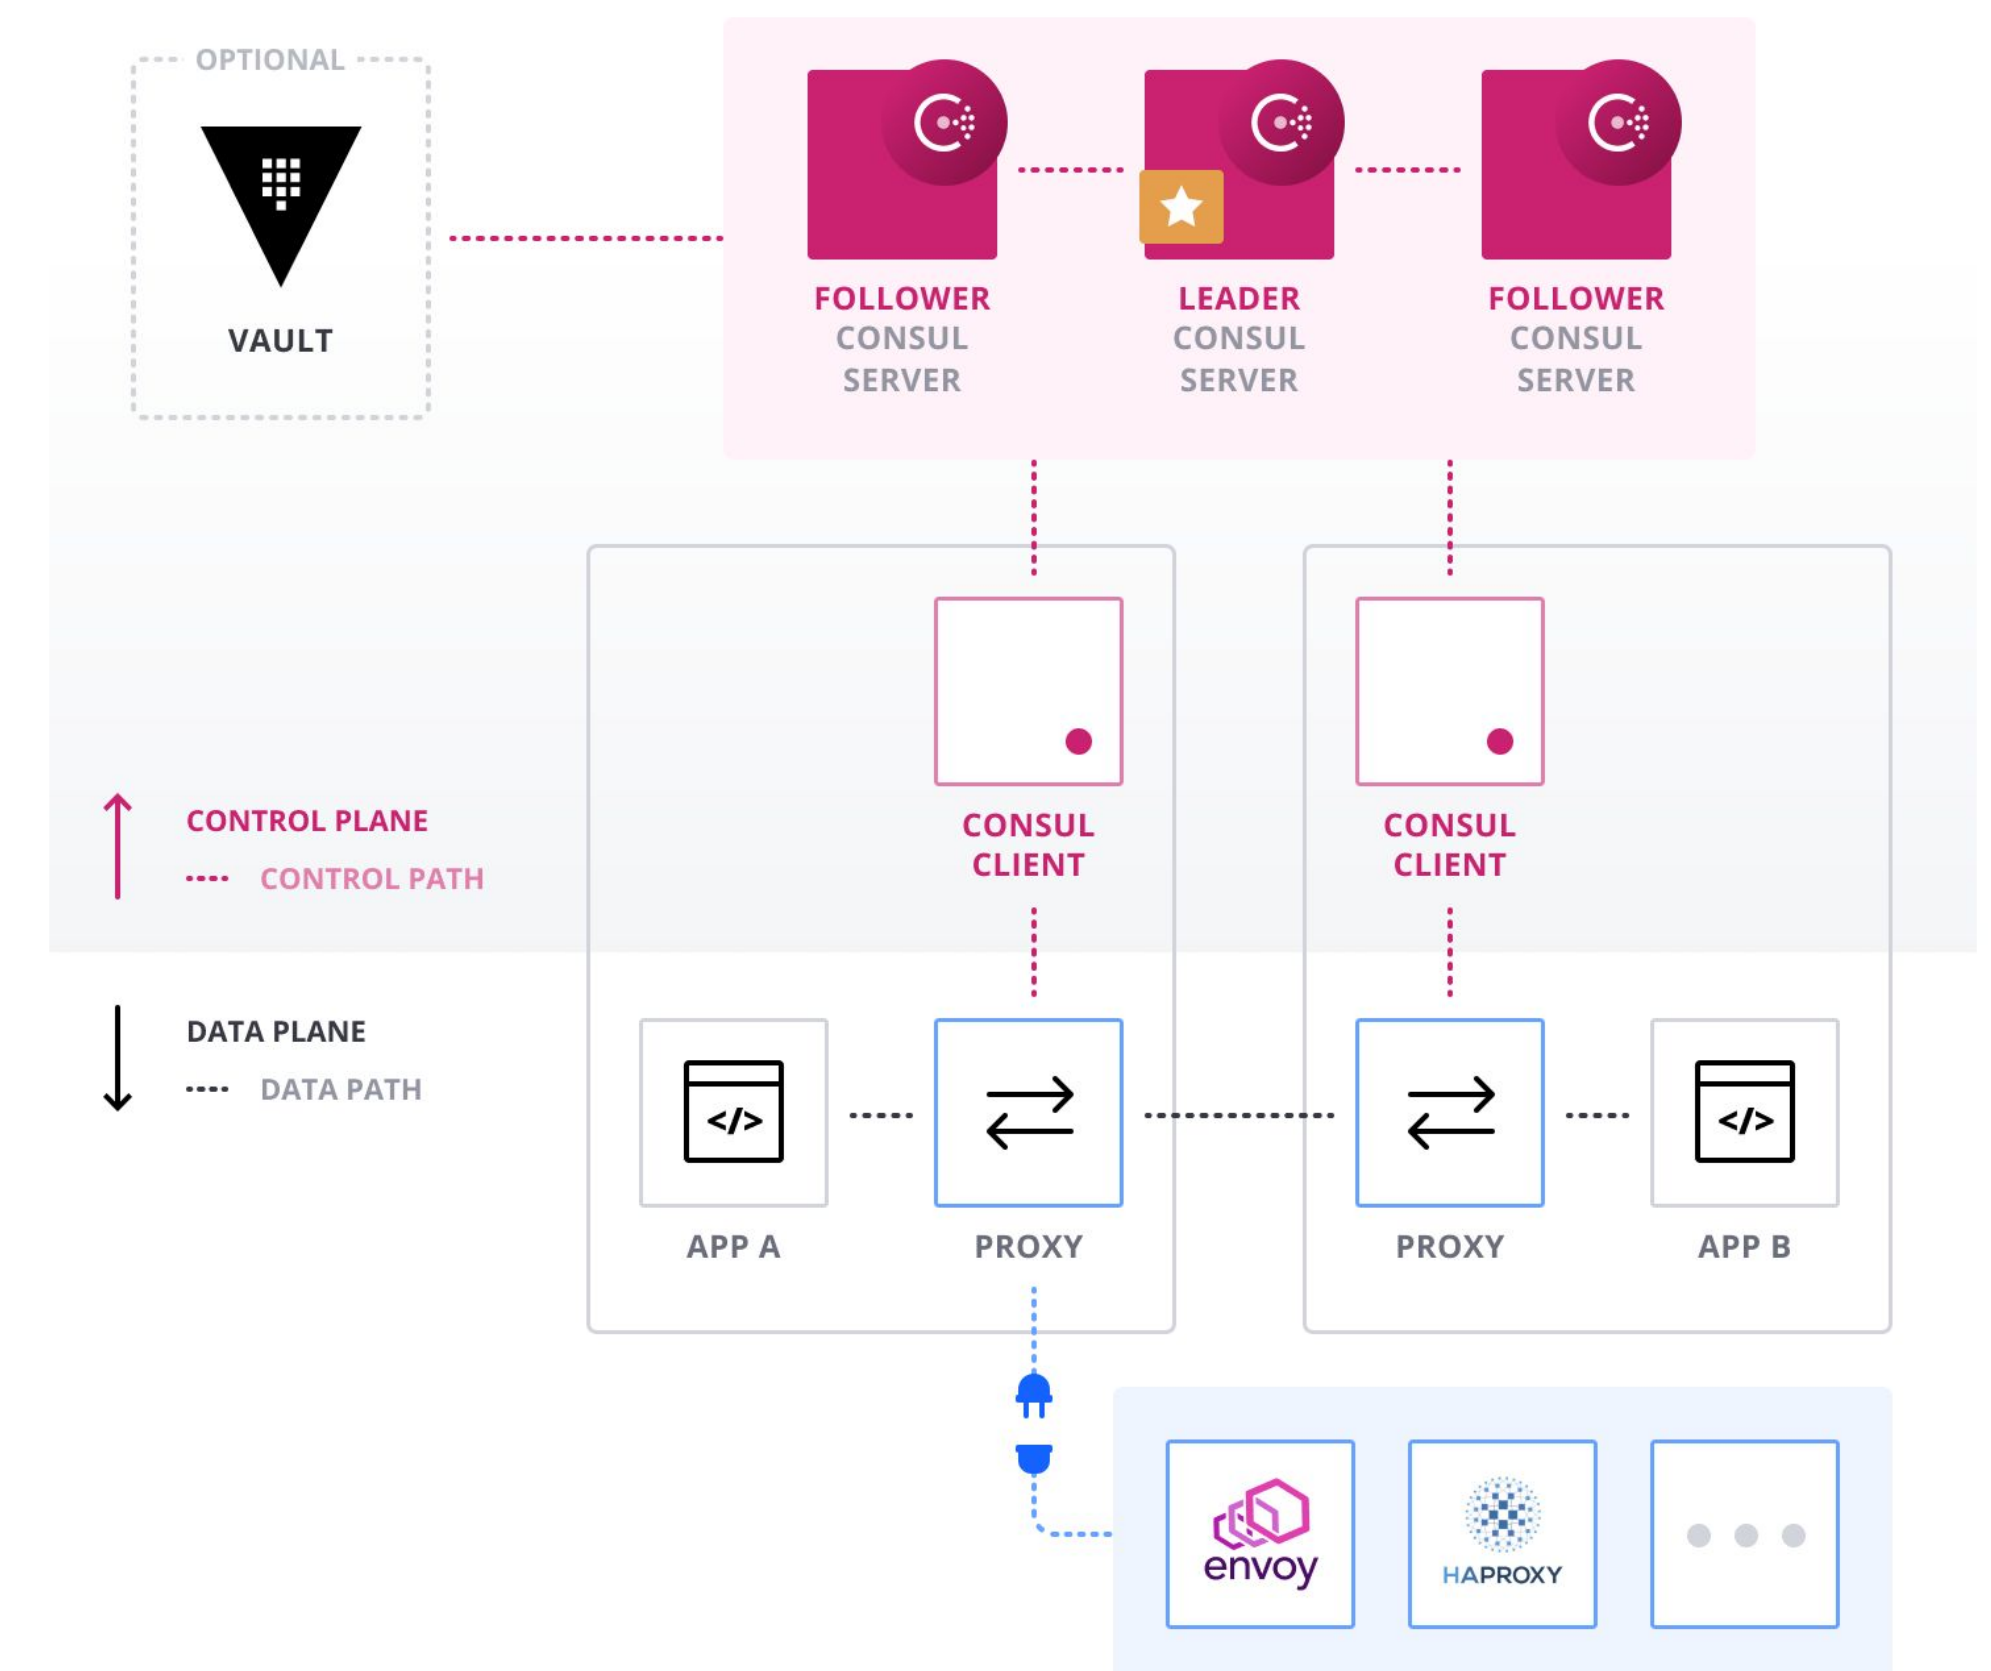 OPTIONAL
VAULT
FOLLOWER
CONSUL
SERVER
LEADER
CONSUL
SERVER
FOLLOWER
CONSUL
SERVER
CONSUL
CLIENT
CONSUL
CLIENT
CONTROL PLANE
CONTROL PATH
DATA PLANE
DATA PATH
</>
</>
APP A
PROXY
PROXY
APP B
envoy
HAPROXY